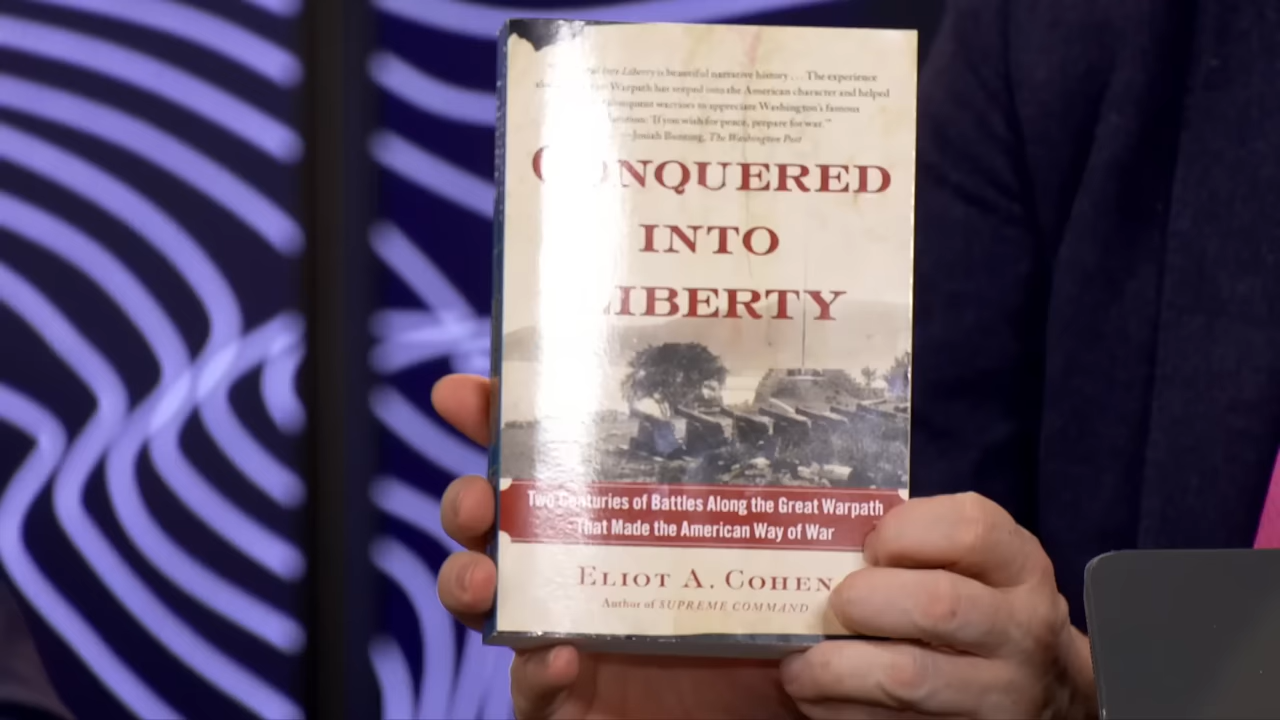 Into Liberty is beautiful narrative history . . . The experience
Warpath has seeped into the American character and helped
warriors to appreciate Washington's famous
"If you wish for peace, prepare for war."
—Josiah Bunting, The Washington Post
CONQUERED
INTO
LIBERTY
Two Centuries of Battles Along the Great Warpath
That Made the American Way of War
ELIOT A. COHEN
Author of SUPREME COMMAND